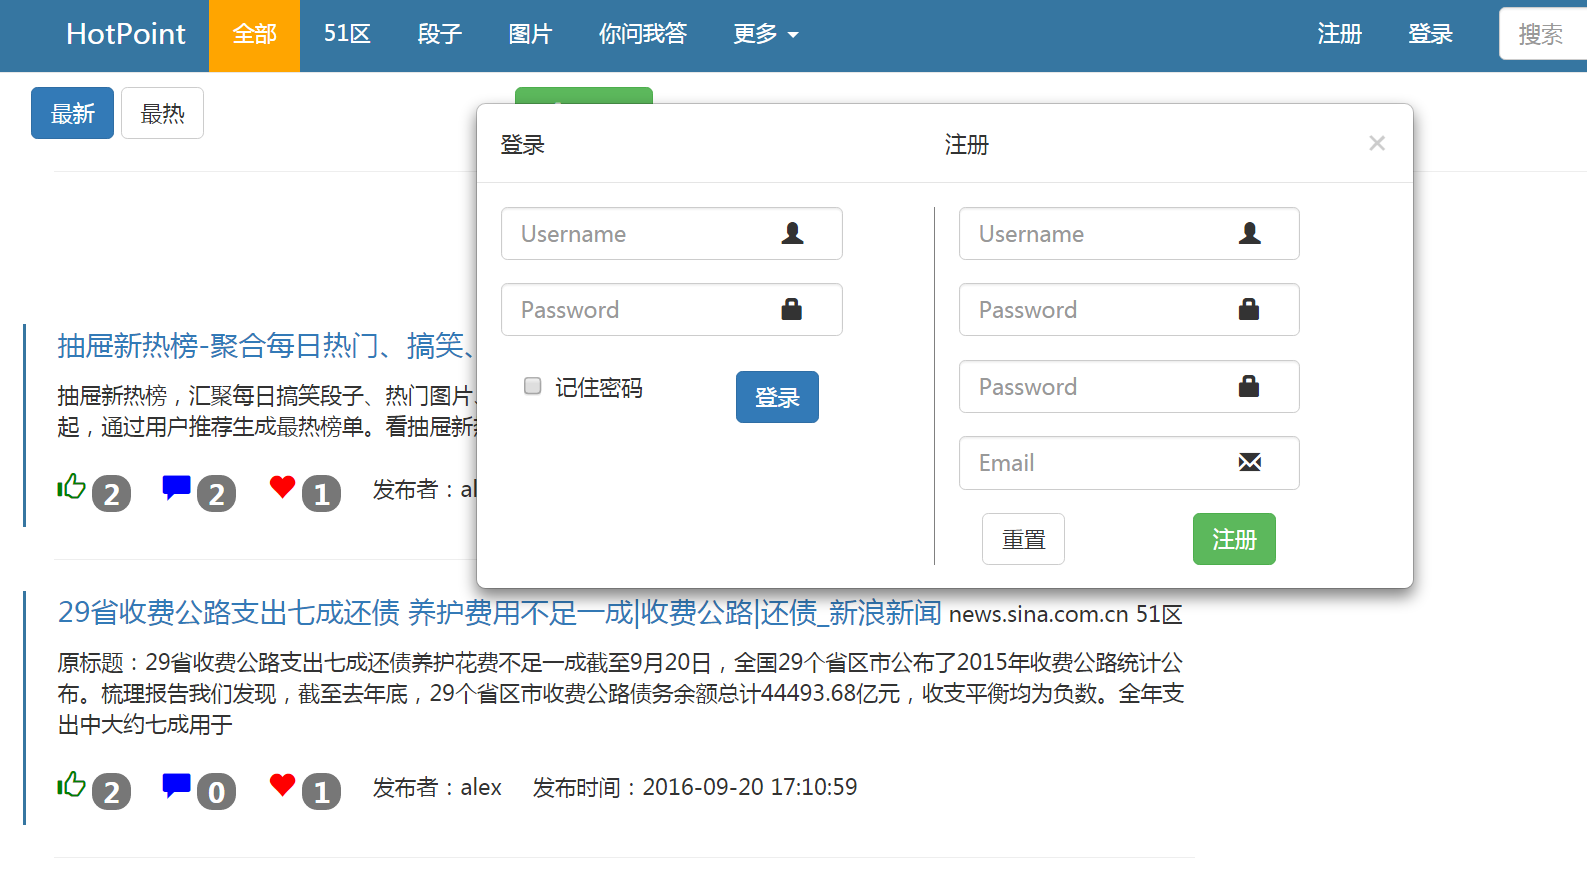 HotPoint 全部 51区 段子 图片 你问我答 更多 注册 登录 搜索
最新 最热
登录 注册 ×
Username Username
Password Password
记住密码 登录
Password
Email
重置 注册
抽屉新热榜-聚合每日热门、搞笑、
抽屉新热榜，汇聚每日搞笑段子、热门图片、
起，通过用户推荐生成最热榜单。看抽屉新
2 2 1 发布者：al
29省收费公路支出七成还债 养护费用不足一成|收费公路|还债_新浪新闻 news.sina.com.cn 51区
原标题：29省收费公路支出七成还债养护花费不足一成截至9月20日，全国29个省区市公布了2015年收费公路统计公
布。梳理报告我们发现，截至去年底，29个省区市收费公路债务余额总计44493.68亿元，收支平衡均为负数。全年支
出中大约七成用于
2 0 1 发布者：alex 发布时间：2016-09-20 17:10:59